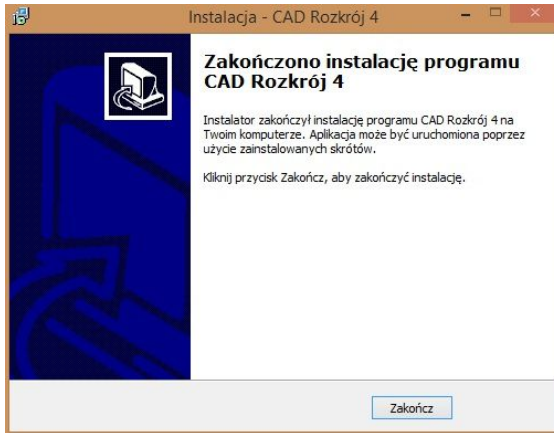 Instalacja - CAD Rozkrój 4
Zakończono instalację programu
CAD Rozkrój 4
Instalator zakończył instalację programu CAD Rozkrój 4 na
Twoim komputerze. Aplikacja może być uruchomiona poprzez
użycie zainstalowanych skrótów.
Kliknij przycisk Zakończ, aby zakończyć instalację.
Zakończ